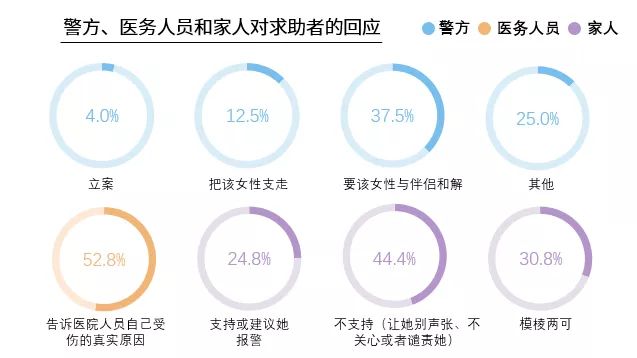 警方、医务人员和家人对求助者的回应
警方 医务人员 家人
4.0% 12.5% 37.5% 25.0%
立案 把该女性支走 要该女性与伴侣和解 其他
52.8% 24.8% 44.4% 30.8%
告诉医院人员自己受 支持或建议她 不支持（让她别声张、不 模棱两可
伤的真实原因 报警 关心或者谴责她）